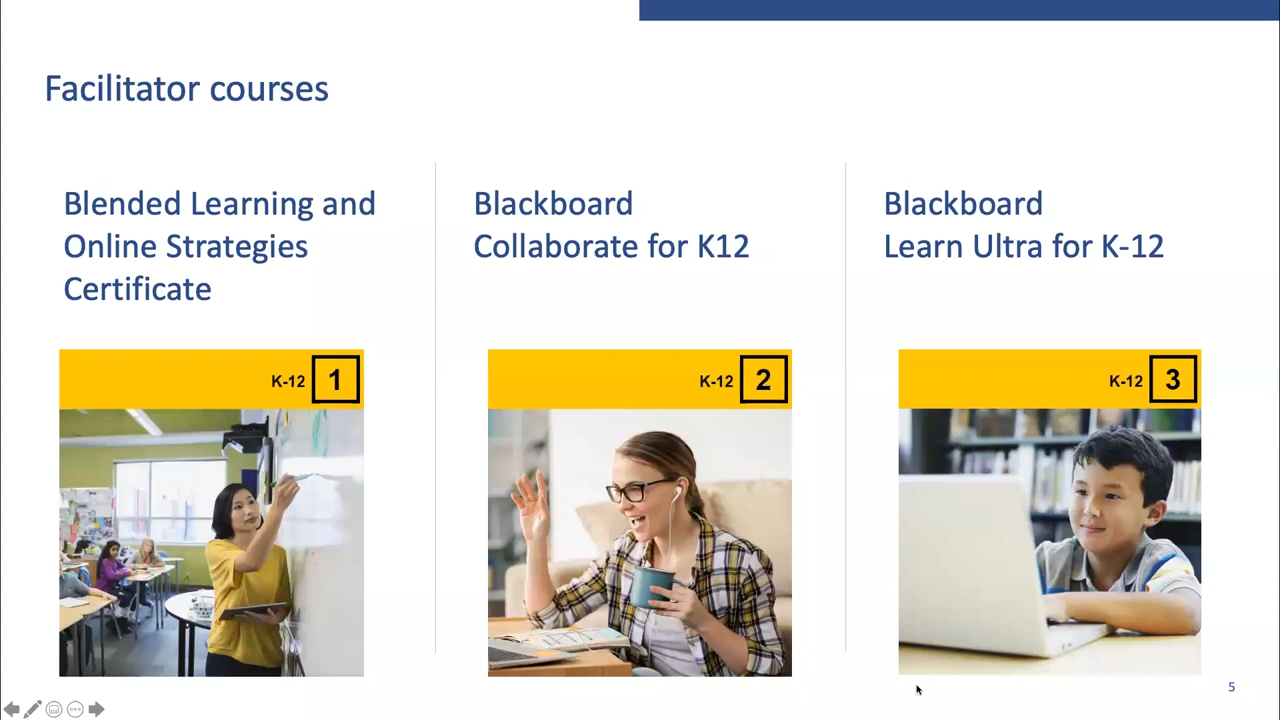 Facilitator courses
Blended Learning and
Online Strategies
Certificate
Blackboard
Collaborate for K12
Blackboard
Learn Ultra for K-12
K-12 1
K-12 2
K-12 3
5